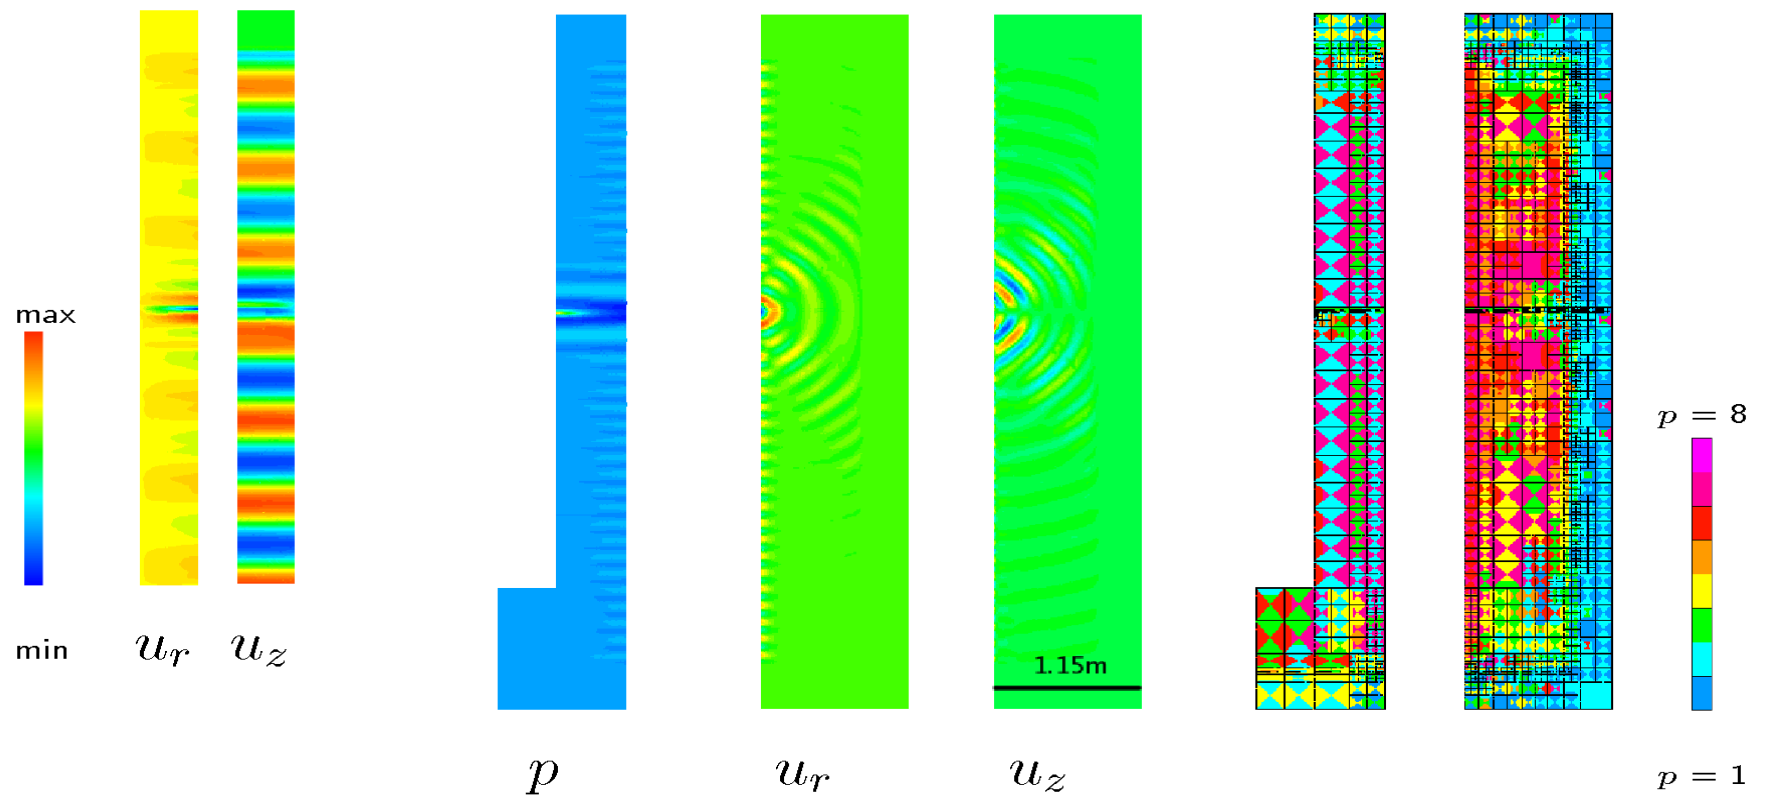 max
min
u_r
u_z
p
u_r
u_z
1.15m
p = 8
p = 1